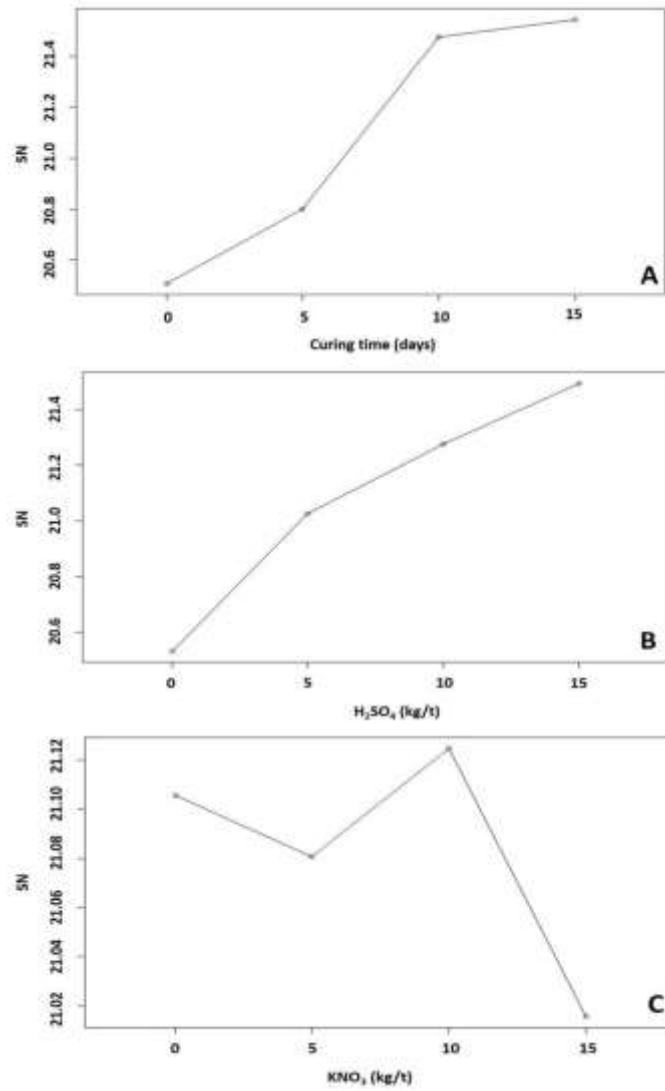 21.4
21.2
21.0
20.8
20.6
SN
A
0 5 10 15
Curing time (days)
21.4
21.2
21.0
20.8
20.6
SN
B
0 5 10 15
H₂SO₄ (kg/t)
21.12
21.10
21.08
21.06
21.04
21.02
SN
C
0 5 10 15
KNO₃ (kg/t)